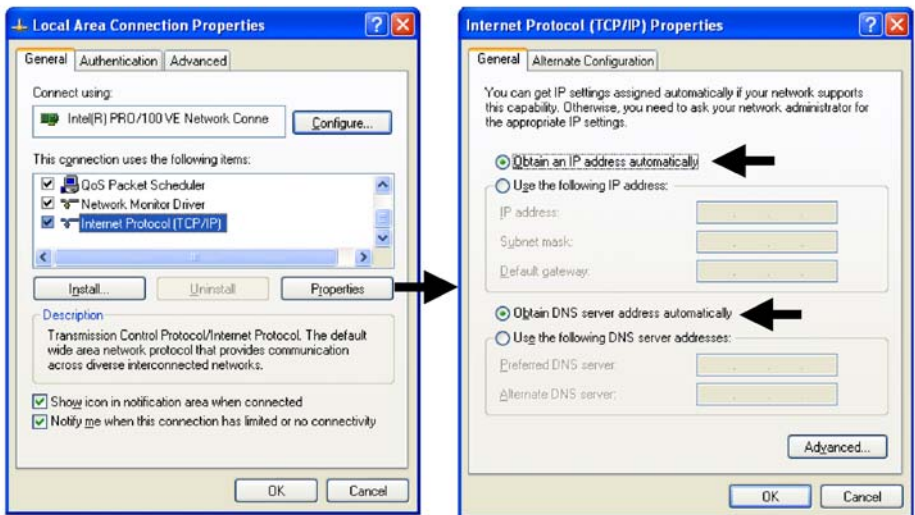 Local Area Connection Properties
General Authentication Advanced
Connect using:
Intel(R) PRO/100 VE Network Conne
Configure...
This connection uses the following items:
QoS Packet Scheduler
Network Monitor Driver
Internet Protocol (TCP/IP)
Install... Uninstall Properties
Description
Transmission Control Protocol/Internet Protocol. The default
wide area network protocol that provides communication
across diverse interconnected networks.
Show icon in notification area when connected
Notify me when this connection has limited or no connectivity
OK Cancel
Internet Protocol (TCP/IP) Properties
General Alternate Configuration
You can get IP settings assigned automatically if your network supports
this capability. Otherwise, you need to ask your network administrator for
the appropriate IP settings.
Obtain an IP address automatically
Use the following IP address:
IP address:
Subnet mask:
Default gateway:
Obtain DNS server address automatically
Use the following DNS server addresses:
Preferred DNS server:
Alternate DNS server:
Advanced...
OK Cancel